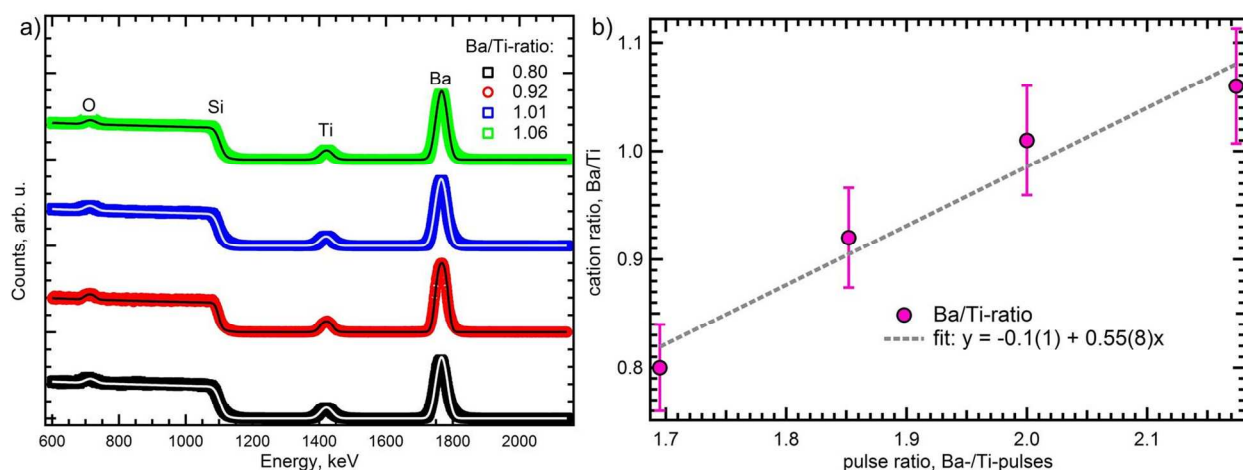 a)
Ba/Ti-ratio:
0.80
0.92
1.01
1.06
O
Si
Ti
Ba
Counts, arb. u.
600 800 1000 1200 1400 1600 1800 2000
Energy, keV
b)
1.1
1.0
0.9
0.8
cation ratio, Ba/Ti
Ba/Ti-ratio
fit: y = -0.1(1) + 0.55(8)x
1.7 1.8 1.9 2.0 2.1
pulse ratio, Ba-/Ti-pulses